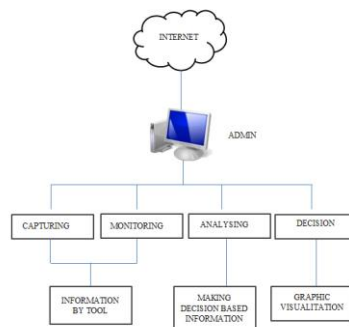 INTERNET
ADMIN
CAPTURING
MONITORING
ANALYSING
DECISION
INFORMATION
BY TOOL
MAKING
DECISION BASED
INFORMATION
GRAPHIC
VISUALITATION